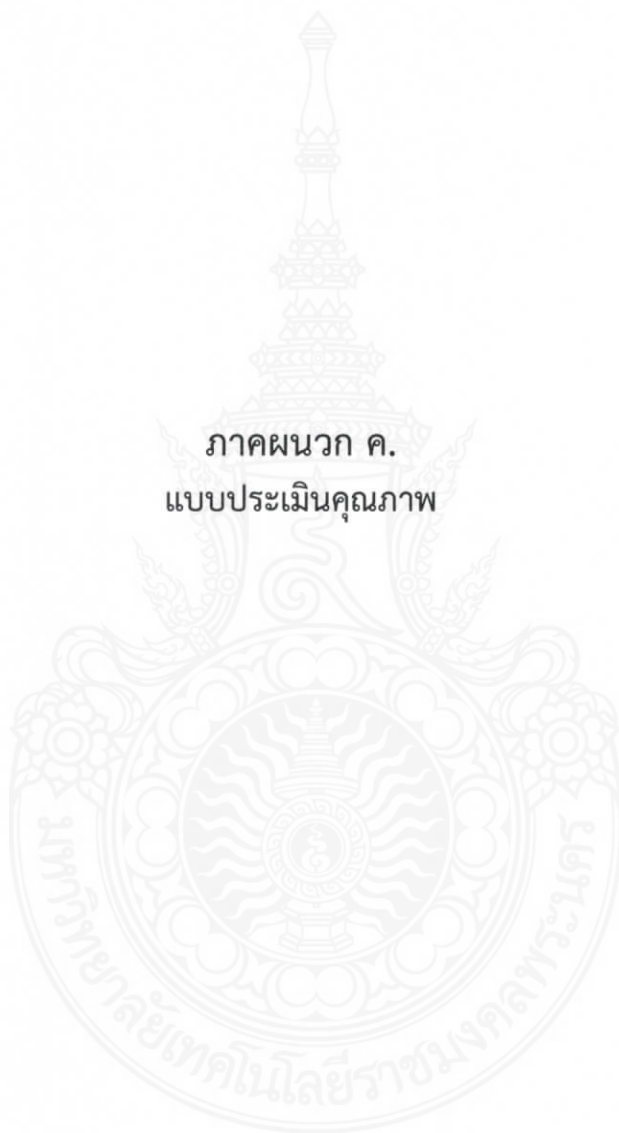 ภาคผนวก ค.
แบบประเมินคุณภาพ
มหาวิทยาลัยเทคโนโลยีราชมงคลพระนคร